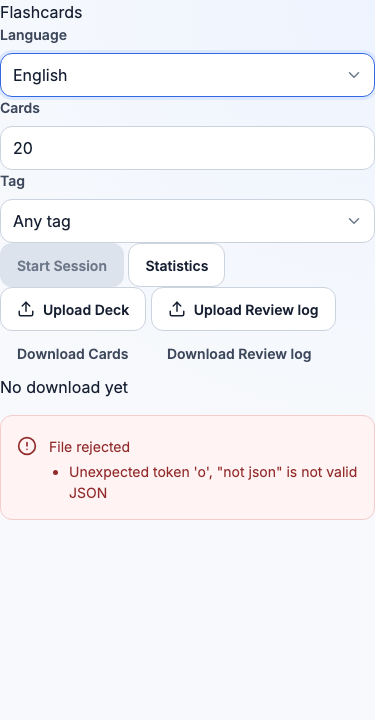 Flashcards
Language
English
Cards
20
Tag
Any tag
Start Session
Statistics
Upload Deck
Upload Review log
Download Cards
Download Review log
No download yet
File rejected
Unexpected token 'o', "not json" is not valid
JSON